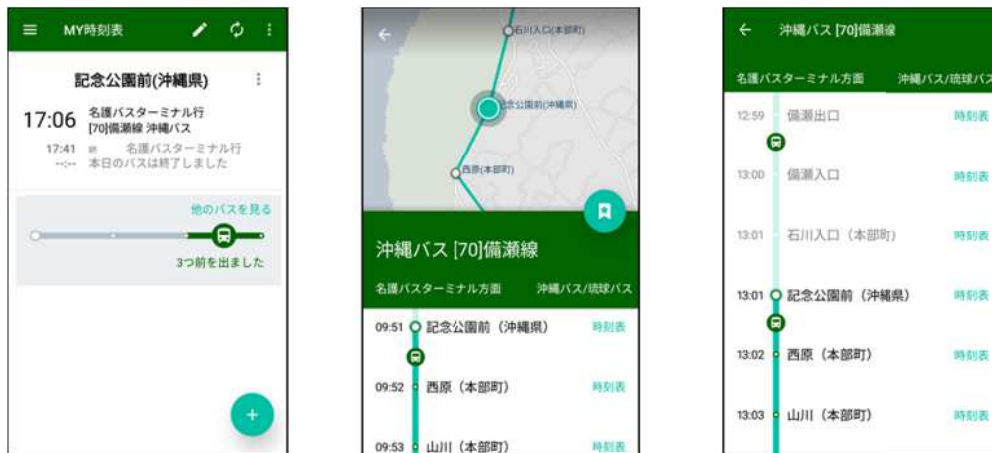 MY時刻表
記念公園前(沖縄県)
17:06
名護バスターミナル行
[70]備瀬線 沖縄バス
17:41
終
名護バスターミナル行
--:--
本日のバスは終了しました
他のバスを見る
3つ前を出ました
+
石川入口(本部町)
記念公園前(沖縄県)
西原(本部町)
沖縄バス [70]備瀬線
名護バスターミナル方面
沖縄バス/琉球バス
09:51 記念公園前（沖縄県） 時刻表
09:52 西原（本部町） 時刻表
09:53 山川（本部町） 時刻表
沖縄バス [70]備瀬線
名護バスターミナル方面
沖縄バス/琉球バス
12:59 備瀬出口 時刻表
13:00 備瀬入口 時刻表
13:01 石川入口（本部町） 時刻表
13:01 記念公園前（沖縄県） 時刻表
13:02 西原（本部町） 時刻表
13:03 山川（本部町） 時刻表